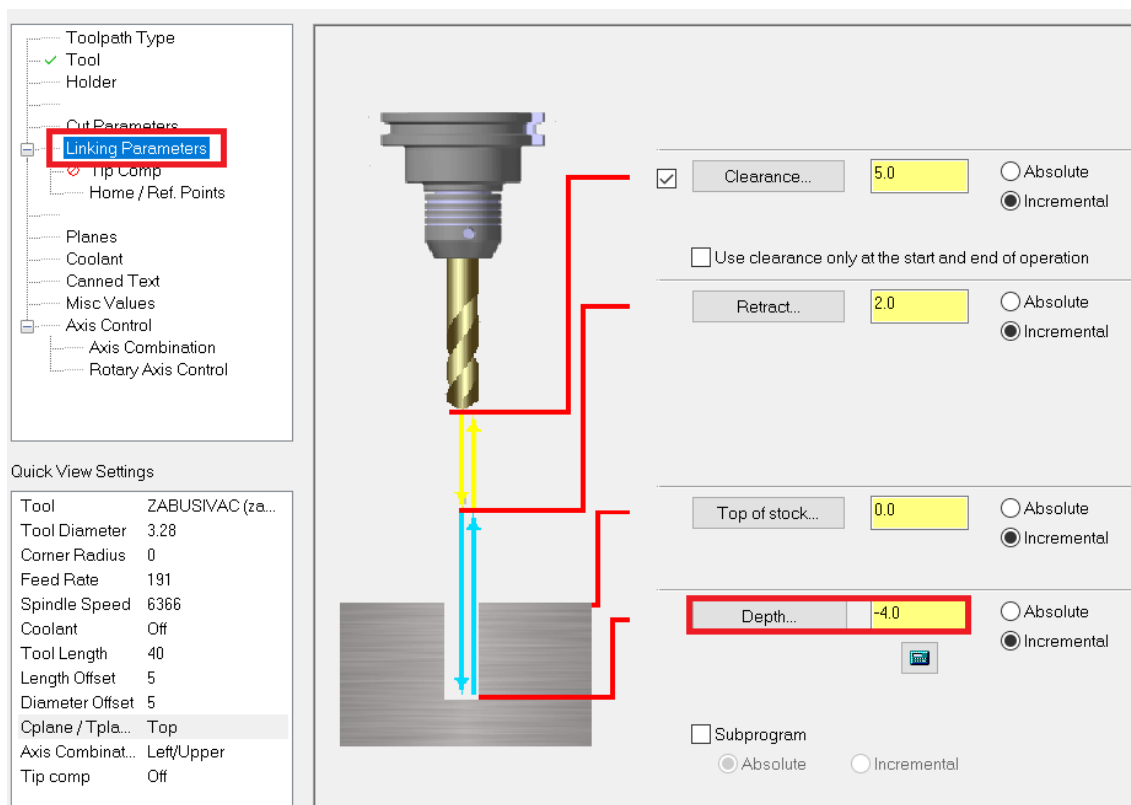 Toolpath Type
Tool
Holder
Cut Parameters
Linking Parameters
Tip Comp
Home / Ref. Points
Planes
Coolant
Canned Text
Misc Values
Axis Control
Axis Combination
Rotary Axis Control
Quick View Settings
Tool ZABUSIVAC (za...
Tool Diameter 3.28
Corner Radius 0
Feed Rate 191
Spindle Speed 6366
Coolant Off
Tool Length 40
Length Offset 5
Diameter Offset 5
Cplane / Tpla... Top
Axis Combinat... Left/Upper
Tip comp Off
Clearance... 5.0 Absolute
Incremental
Use clearance only at the start and end of operation
Retract... 2.0 Absolute
Incremental
Top of stock... 0.0 Absolute
Incremental
Depth... -4.0 Absolute
Incremental
Subprogram
Absolute Incremental